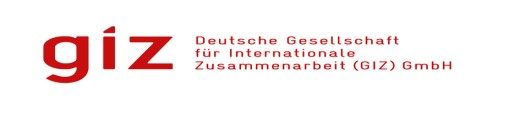 giz
Deutsche Gesellschaft
für Internationale
Zusammenarbeit (GIZ) GmbH